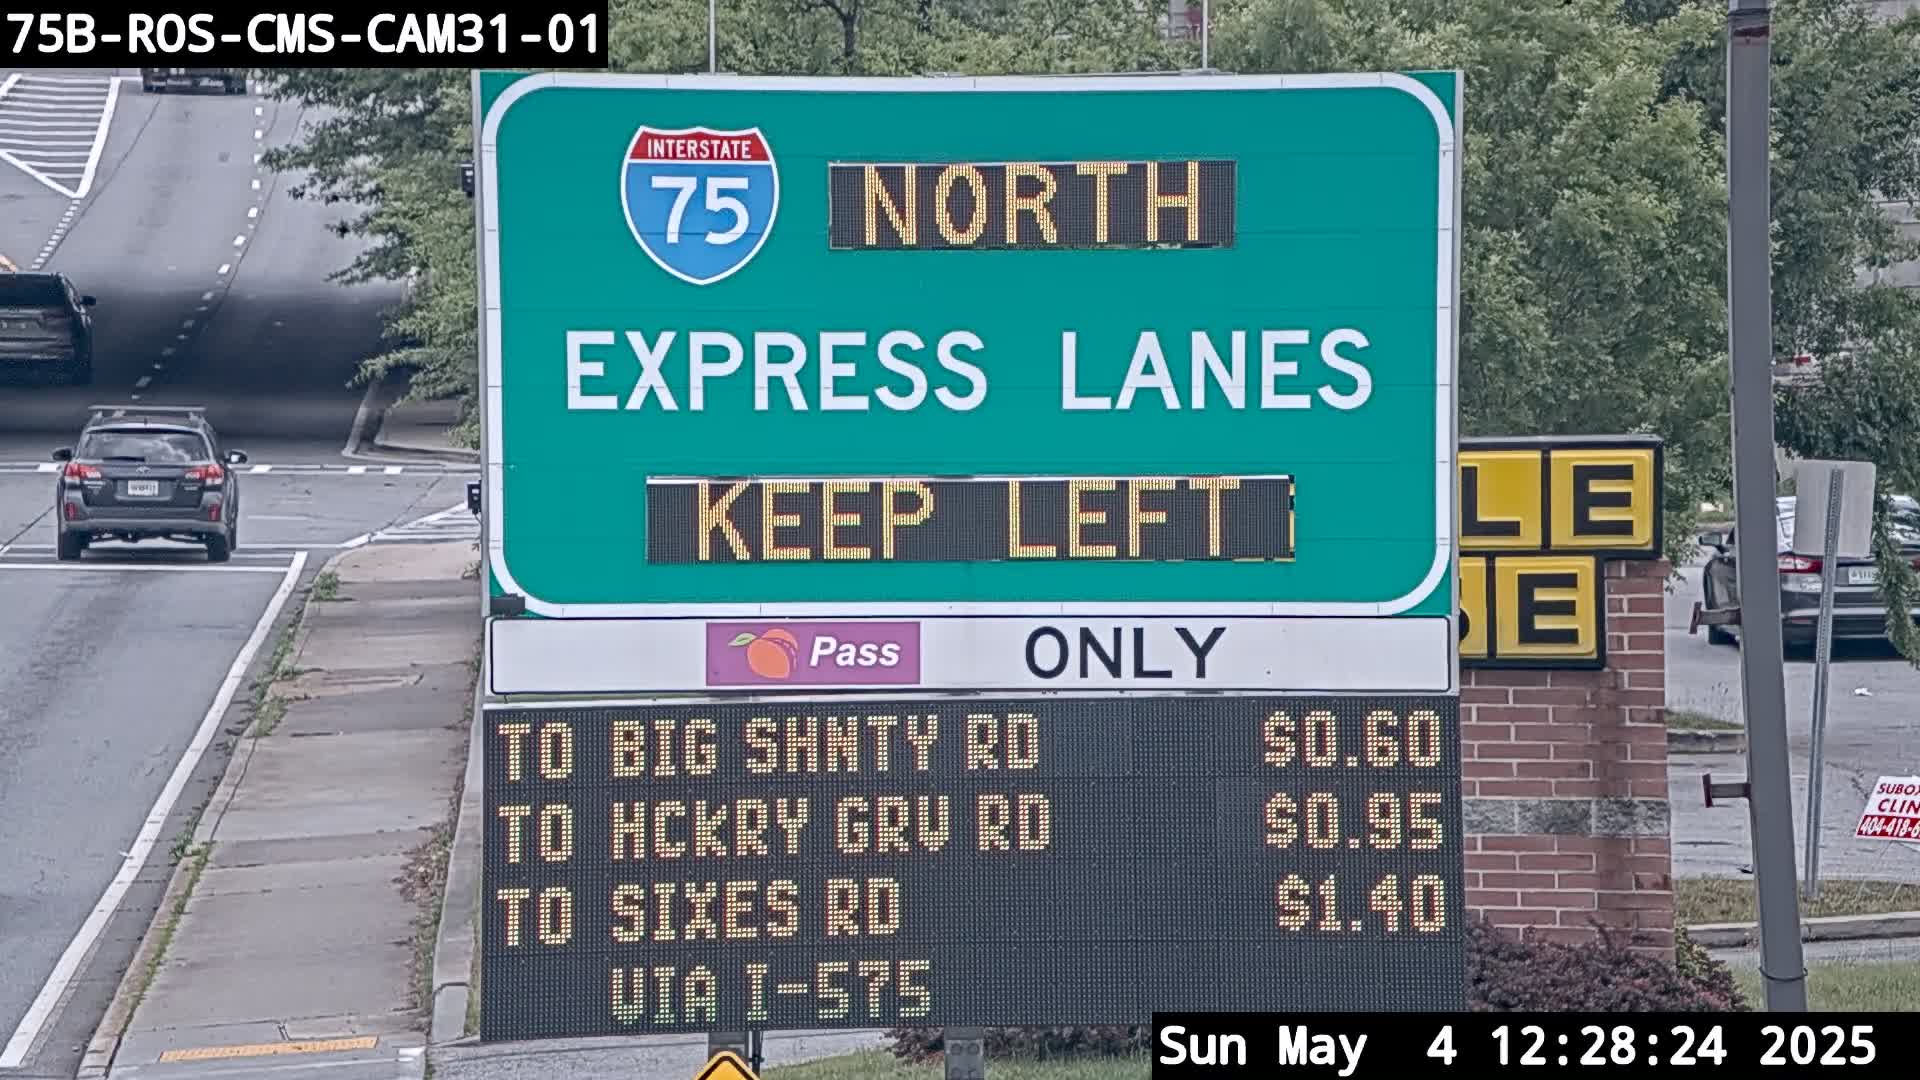 75B-ROS-CMS-CAM31-01
INTERSTATE
75
NORTH
EXPRESS LANES
KEEP LEFT
Pass ONLY
TO BIG SHNTY RD $0.60
TO HCKRY GRV RD $0.95
TO SIXES RD $1.40
VIA I-575
LE
E
CLIN
Sun May 4 12:28:24 2025